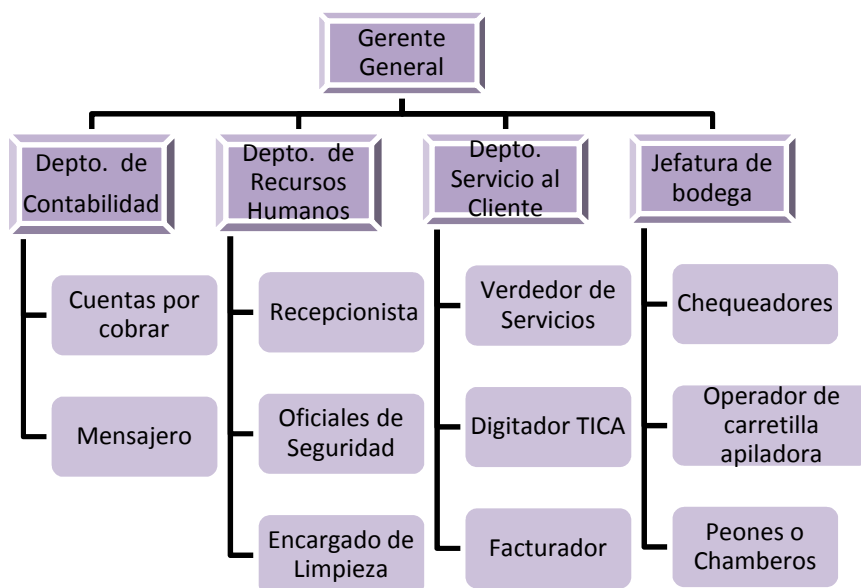 Gerente
General
Depto. de
Contabilidad
Depto. de
Recursos
Humanos
Depto.
Servicio al
Cliente
Jefatura de
bodega
Cuentas por
cobrar
Mensajero
Recepcionista
Oficiales de
Seguridad
Encargado de
Limpieza
Verdedor de
Servicios
Digitador TICA
Facturador
Chequeadores
Operador de
carretilla
apiladora
Peones o
Chamberos